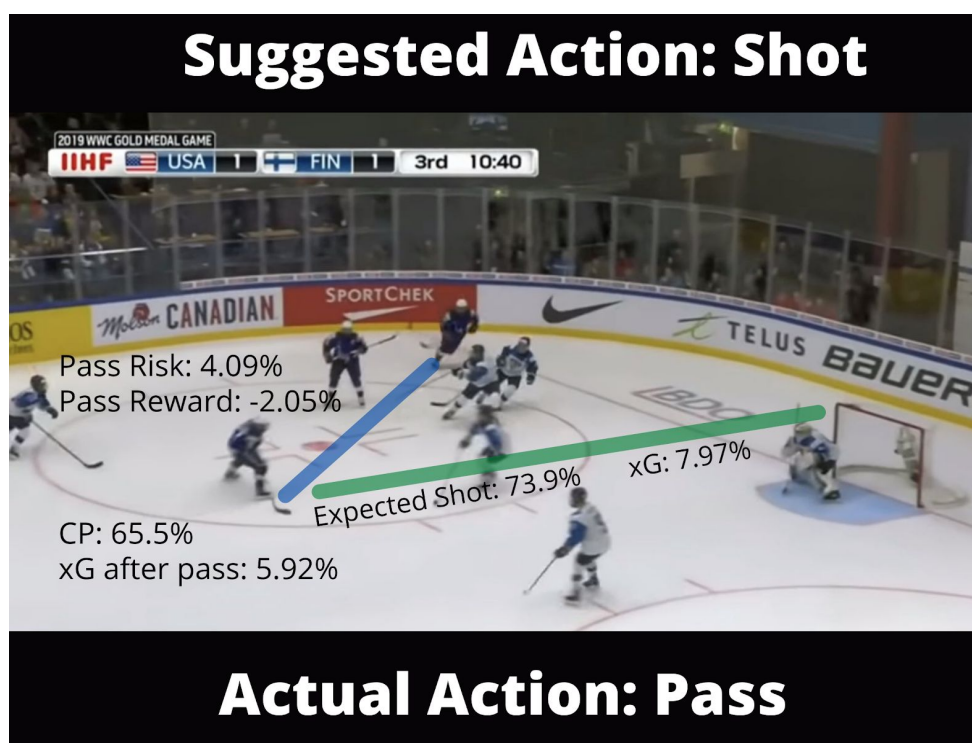 Suggested Action: Shot
2019 WWC GOLD MEDAL GAME
IIHF USA 1 FIN 1 3rd 10:40
Molson CANADIAN
SPORTCHEK
TELUS
BAUER
Pass Risk: 4.09%
Pass Reward: -2.05%
Expected Shot: 73.9%
xG: 7.97%
CP: 65.5%
xG after pass: 5.92%
Actual Action: Pass